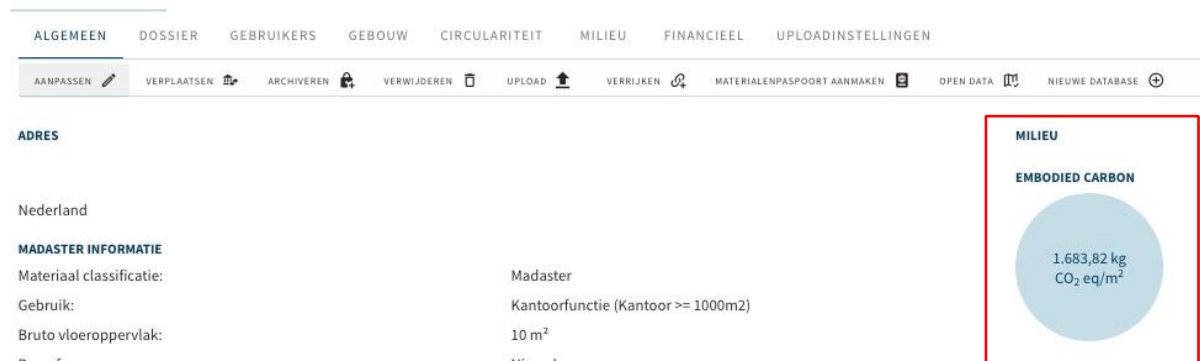 ALGEMEEN DOSSIER GEBRUIKERS GEBOUW CIRCULARITEIT MILIEU FINANCIEEL UPLOADINSTELLINGEN
AANPASSEN VERPLAATSEN ARCHIVEREN VERWIJDEREN UPLOAD VERRIJKEN MATERIALENPASPOORT AANMAKEN OPEN DATA NIEUWE DATABASE
ADRES
Nederland
MADASTER INFORMATIE
Materiaal classificatie: Madaster
Gebruik: Kantoorfunctie (Kantoor >= 1000m2)
Bruto vloeroppervlak: 10 m²
MILIEU
EMBODIED CARBON
1.683,82 kg
CO₂ eq/m²